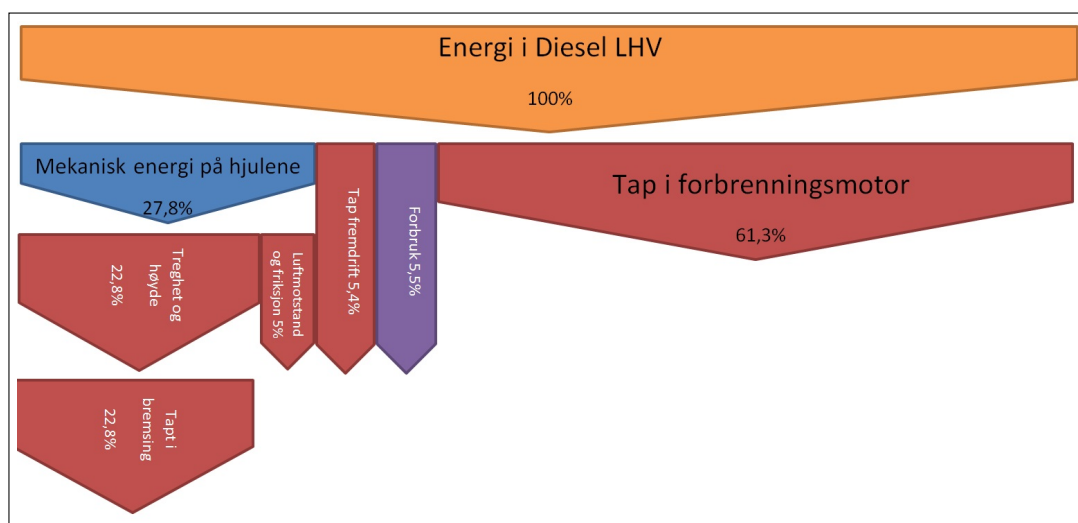 Energi i Diesel LHV
100%
Mekanisk energi på hjulene
27,8%
Tap fremdrift 5,4%
Forbruk 5,5%
Tap i forbrenningsmotor
61,3%
Treghet og
høyde
22,8%
Luftmotstand
og friksjon 5%
Tapt i
bremsing
22,8%